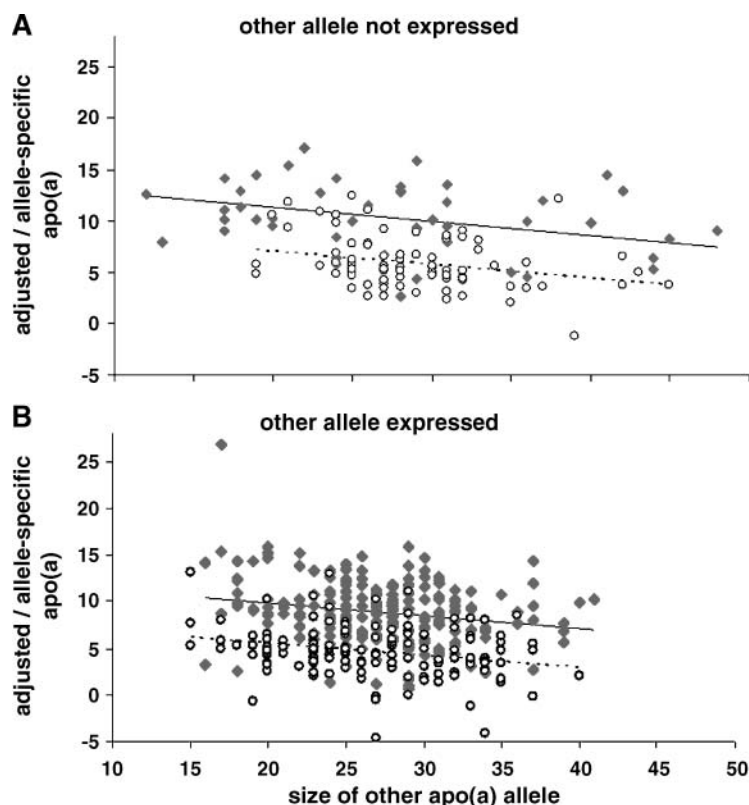 A
other allele not expressed
adjusted / allele-specific
apo(a)
25
20
15
10
5
0
-5
B
other allele expressed
adjusted / allele-specific
apo(a)
25
20
15
10
5
0
-5
10 15 20 25 30 35 40 45 50
size of other apo(a) allele